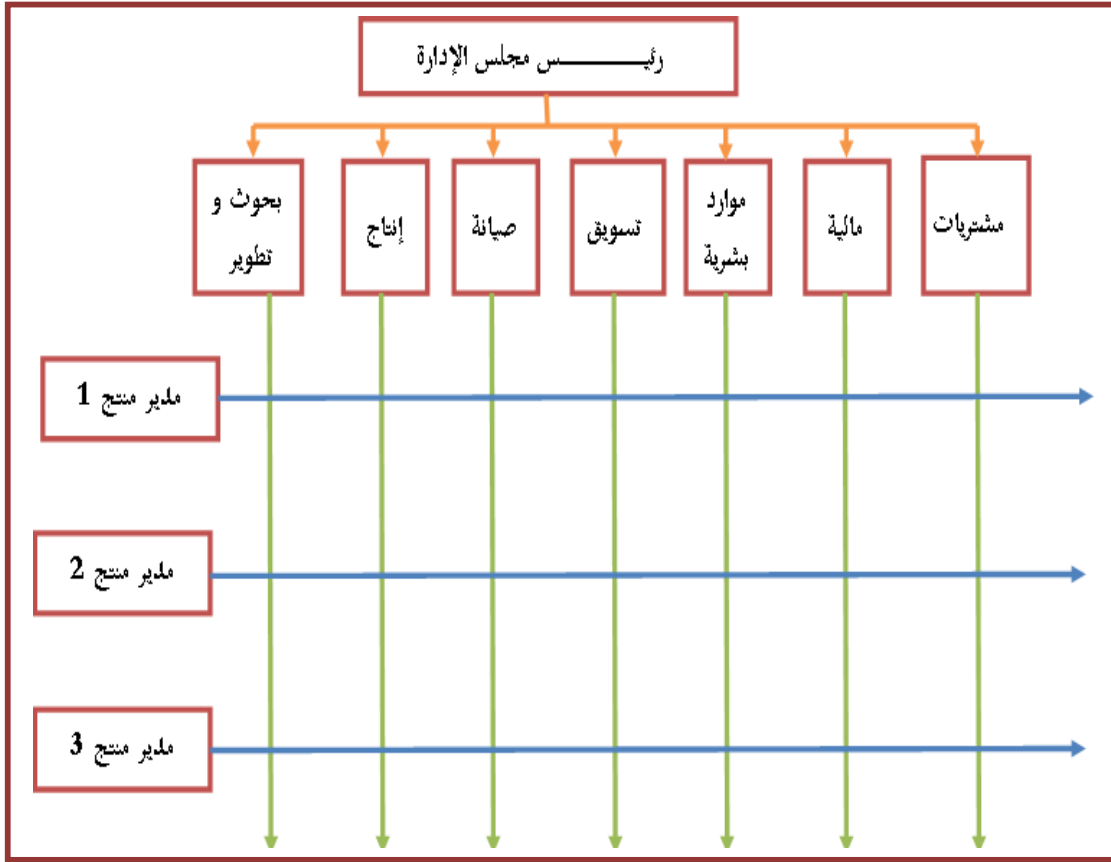 رئيـــــــــس مجلس الإدارة
مشتريات
مالية
موارد
بشرية
تسويق
صيانة
إنتاج
بحوث و
تطوير
مدير منتج 1
مدير منتج 2
مدير منتج 3